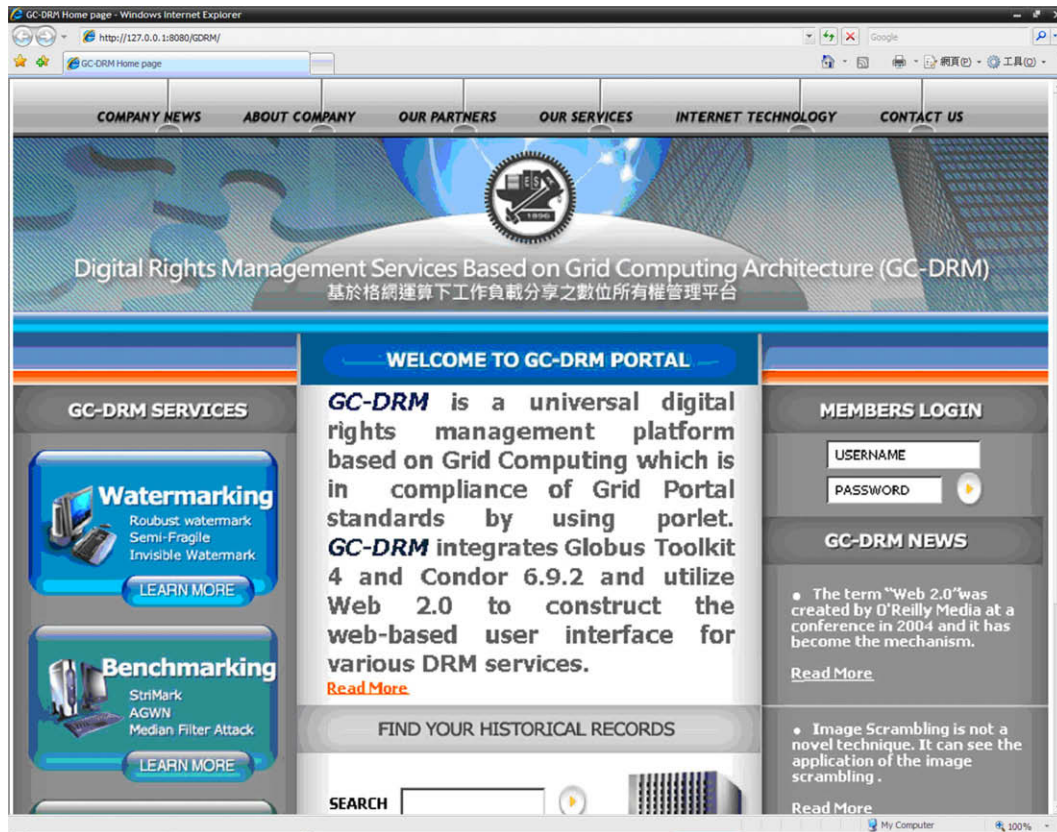 GC-DRM Home page - Windows Internet Explorer
http://127.0.0.1:8080/GDRM/
Google
GC-DRM Home page
網頁(P)
工具(O)
COMPANY NEWS ABOUT COMPANY OUR PARTNERS OUR SERVICES INTERNET TECHNOLOGY CONTACT US
1896
Digital Rights Management Services Based on Grid Computing Architecture (GC-DRM)
基於格網運算下工作負載分享之數位所有權管理平台
GC-DRM SERVICES
Watermarking
Roubust watermark
Semi-Fragile
Invisible Watermark
LEARN MORE
Benchmarking
StriMark
AGWN
Median Filter Attack
LEARN MORE
WELCOME TO GC-DRM PORTAL
GC-DRM is a universal digital
rights management platform
based on Grid Computing which is
in compliance of Grid Portal
standards by using porlet.
GC-DRM integrates Globus Toolkit
4 and Condor 6.9.2 and utilize
Web 2.0 to construct the
web-based user interface for
various DRM services.
Read More
FIND YOUR HISTORICAL RECORDS
SEARCH
MEMBERS LOGIN
USERNAME
PASSWORD
GC-DRM NEWS
• The term "Web 2.0"was
created by O'Reilly Media at a
conference in 2004 and it has
become the mechanism.
Read More
• Image Scrambling is not a
novel technique. It can see the
application of the image
scrambling .
Read More
My Computer
100%